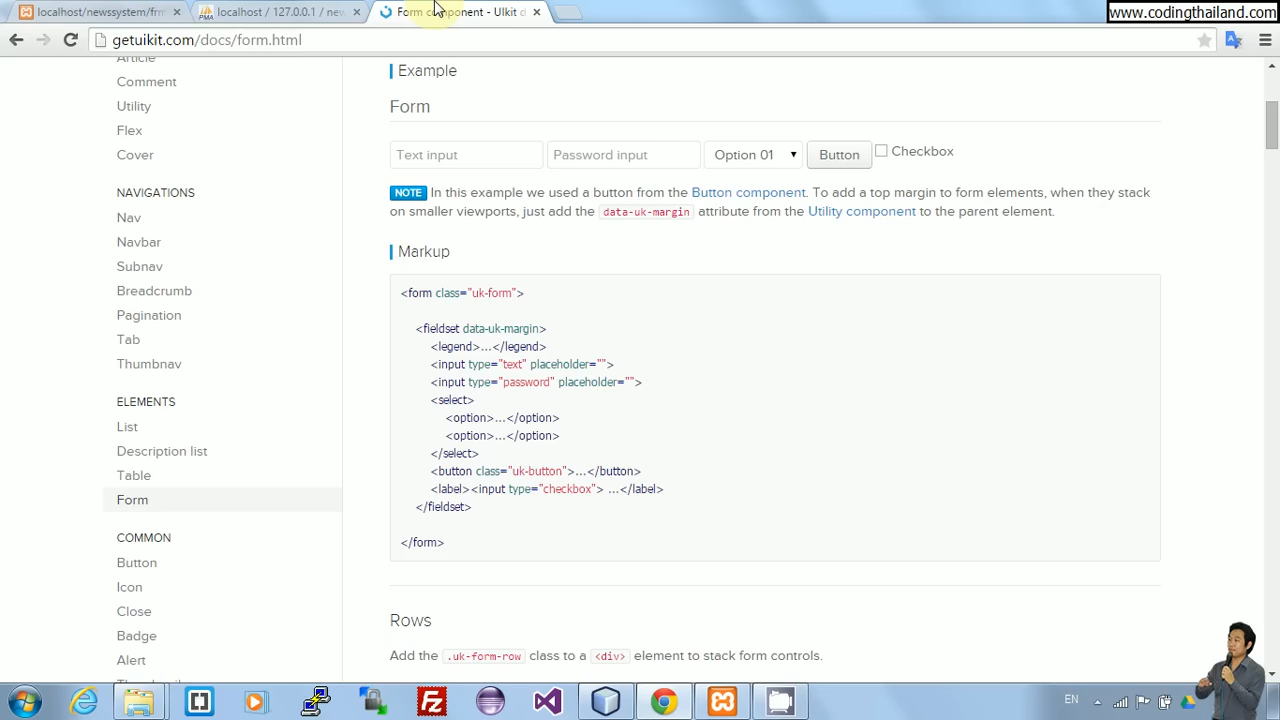 localhost/newssystem/frm
localhost / 127.0.0.1 / new
Form component - UIkit d
www.codingthailand.com
getuikit.com/docs/form.html
Article
Comment
Utility
Flex
Cover
NAVIGATIONS
Nav
Navbar
Subnav
Breadcrumb
Pagination
Tab
Thumbnav
ELEMENTS
List
Description list
Table
Form
COMMON
Button
Icon
Close
Badge
Alert
Example
Form
Text input Password input Option 01 Button Checkbox
NOTE In this example we used a button from the Button component. To add a top margin to form elements, when they stack
on smaller viewports, just add the data-uk-margin attribute from the Utility component to the parent element.
Markup
<form class="uk-form">
<fieldset data-uk-margin>
<legend>...</legend>
<input type="text" placeholder="">
<input type="password" placeholder="">
<select>
<option>...</option>
<option>...</option>
</select>
<button class="uk-button">...</button>
<label><input type="checkbox"> ...</label>
</fieldset>
</form>
Rows
Add the .uk-form-row class to a <div> element to stack form controls.
EN